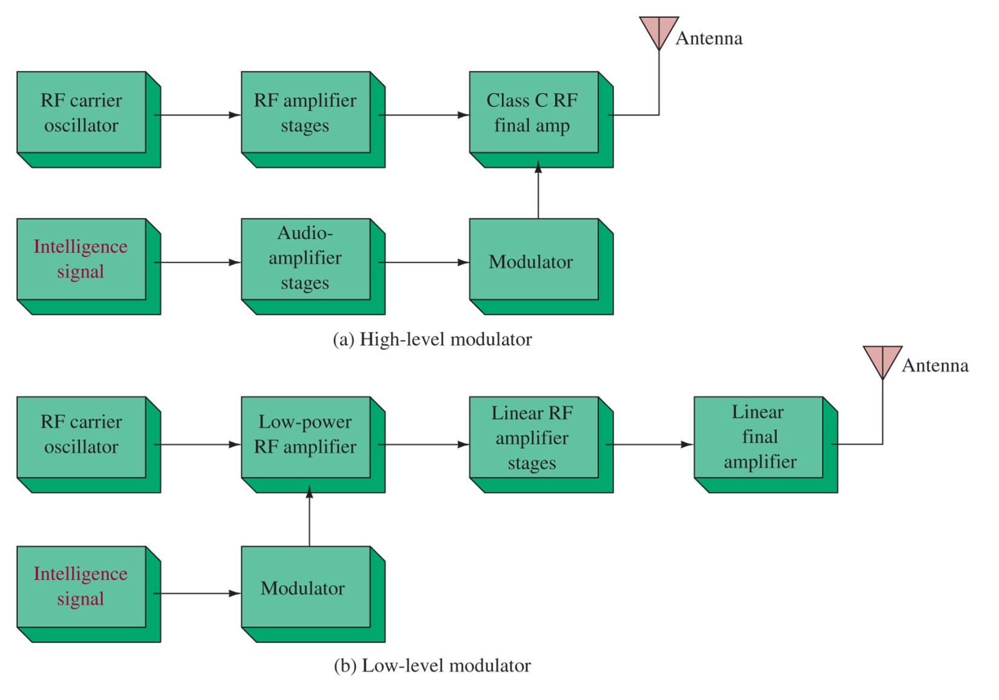 Antenna
RF carrier
oscillator
RF amplifier
stages
Class C RF
final amp
Intelligence
signal
Audio-
amplifier
stages
Modulator
(a) High-level modulator
Antenna
RF carrier
oscillator
Low-power
RF amplifier
Linear RF
amplifier
stages
Linear
final
amplifier
Intelligence
signal
Modulator
(b) Low-level modulator